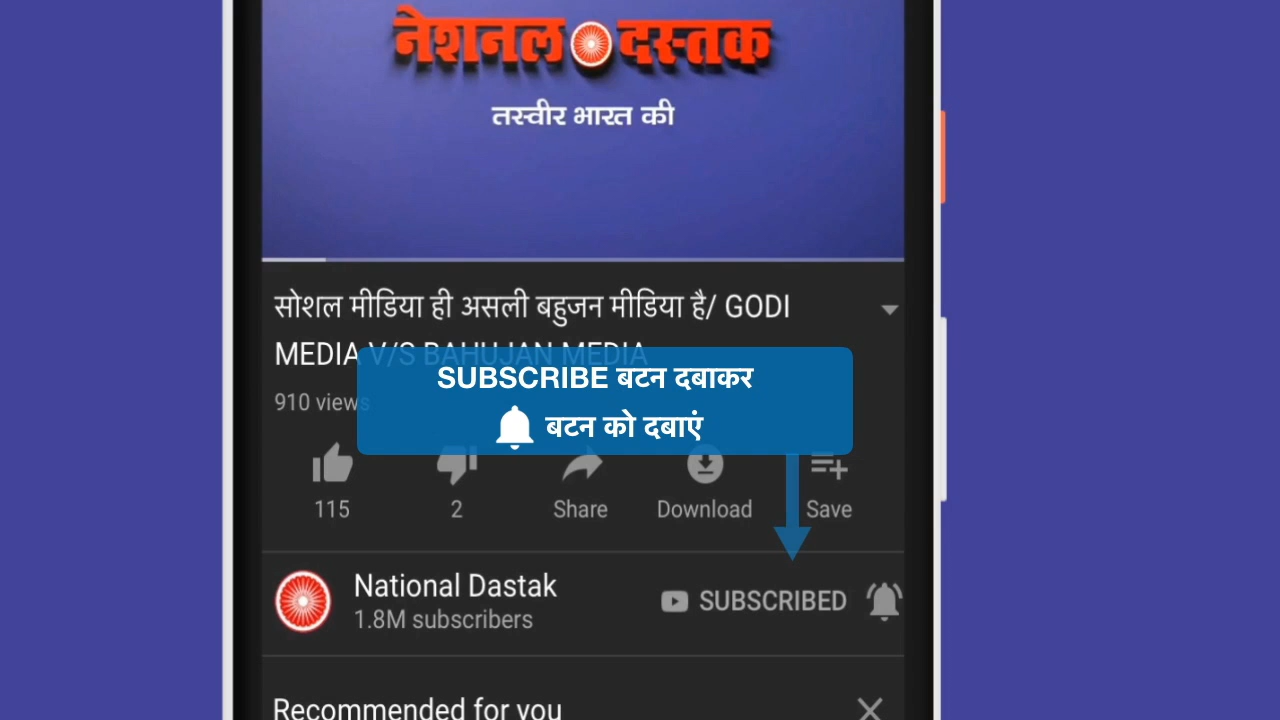 नेशनल दस्तक
तस्वीर भारत की
सोशल मीडिया ही असली बहुजन मीडिया है/ GODI
MEDIA V/S BAHUJAN MEDIA
910 views
SUBSCRIBE बटन दबाकर
बटन को दबाएं
115
2
Share
Download
Save
National Dastak
1.8M subscribers
SUBSCRIBED
Recommended for you